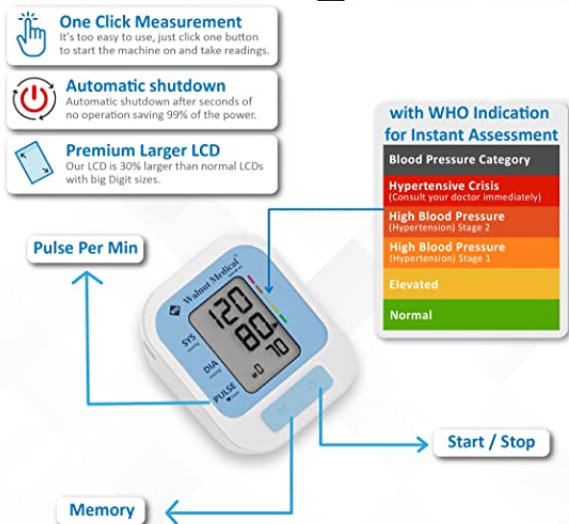 One Click Measurement
It's too easy to use, just click one button
to start the machine on and take readings.
Automatic shutdown
Automatic shutdown after seconds of
no operation saving 99% of the power.
Premium Larger LCD
Our LCD is 30% larger than normal LCDs
with big Digit sizes.
with WHO Indication
for Instant Assessment
Blood Pressure Category
Hypertensive Crisis
(Consult your doctor immediately)
High Blood Pressure
(Hypertension) Stage 2
High Blood Pressure
(Hypertension) Stage 1
Elevated
Normal
Pulse Per Min
Walnut Medical
SYS
120
DIA
80
PULSE
70
M
Start / Stop
Memory